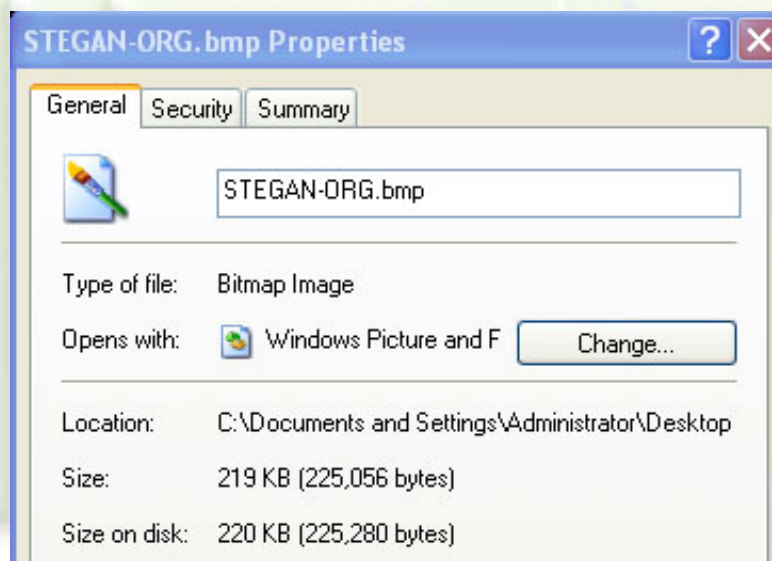 STEGAN-ORG.bmp Properties
General Security Summary
STEGAN-ORG.bmp
Type of file: Bitmap Image
Opens with: Windows Picture and F Change...
Location: C:\Documents and Settings\Administrator\Desktop
Size: 219 KB (225,056 bytes)
Size on disk: 220 KB (225,280 bytes)